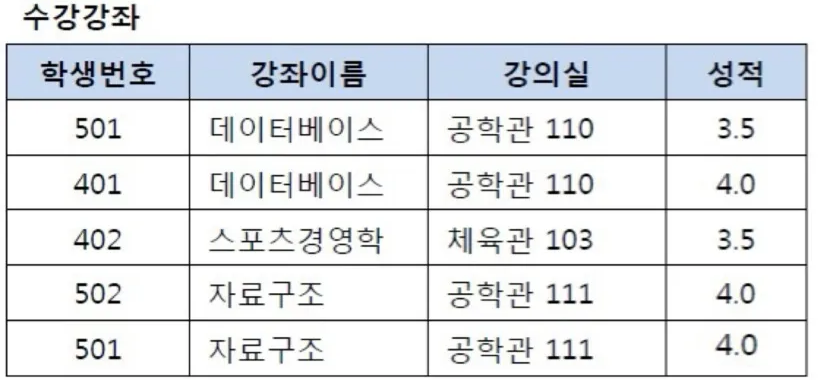 수강강좌
학생번호 강좌이름 강의실 성적
501 데이터베이스 공학관 110 3.5
401 데이터베이스 공학관 110 4.0
402 스포츠경영학 체육관 103 3.5
502 자료구조 공학관 111 4.0
501 자료구조 공학관 111 4.0